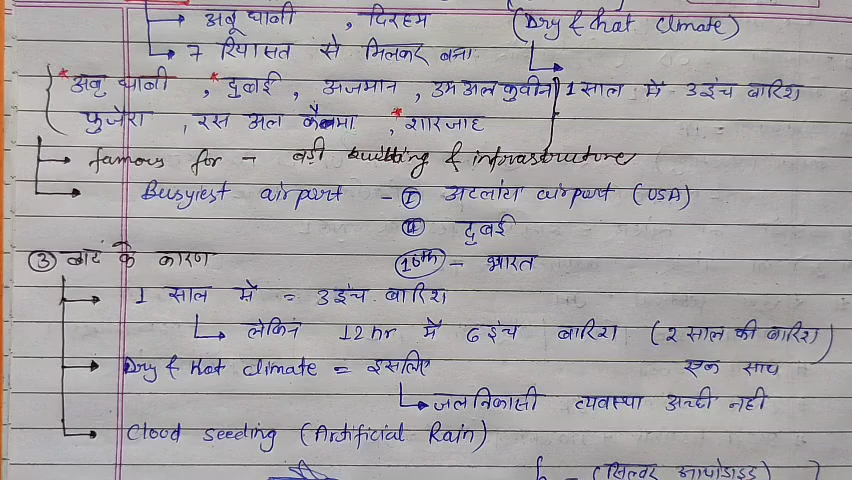 → अबू धाबी , दिरहम (Dry & hot climate)
→ 7 रियासत से मिलकर बना
*अबू धाबी , *दुबई , अजमान , उम अल कुवीन 1 साल में 3 इंच बारिश
फुजैरा , रस अल खैमा , *शारजाह
→ famous for - बड़ी building & infrastructure
→ Busyiest airport - ① अटलांटा airport (USA)
② दुबई
③ बाढ़ के कारण (10th) - भारत
→ 1 साल में = 3 इंच बारिश
↳ लेकिन 12 hr में 6 इंच बारिश (2 साल की बारिश)
→ Dry & Hot climate = इसलिए एक साथ
↳ जल निकासी व्यवस्था अच्छी नही
→ Cloud seeding (Artificial Rain)
(सिल्वर आयोडाइड)